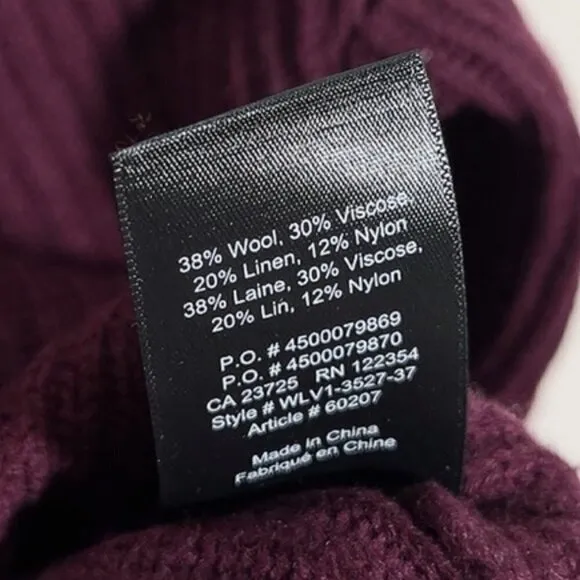 38% Wool, 30% Viscose,
20% Linen, 12% Nylon
38% Laine, 30% Viscose,
20% Lin, 12% Nylon
P.O. # 4500079869
P.O. # 4500079870
CA 23725 RN 122354
Style # WLV1-3527-37
Article # 60207
Made in China
Fabriqué en Chine